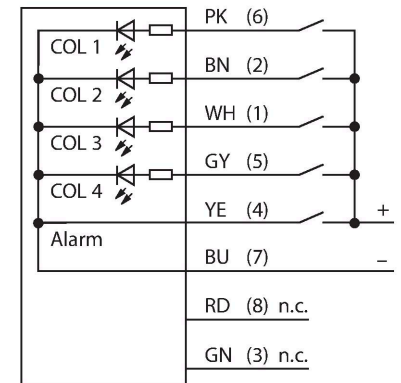 PK (6)
COL 1
BN (2)
COL 2
WH (1)
COL 3
GY (5)
COL 4
YE (4)
+
Alarm
BU (7)
–
RD (8) n.c.
GN (3) n.c.